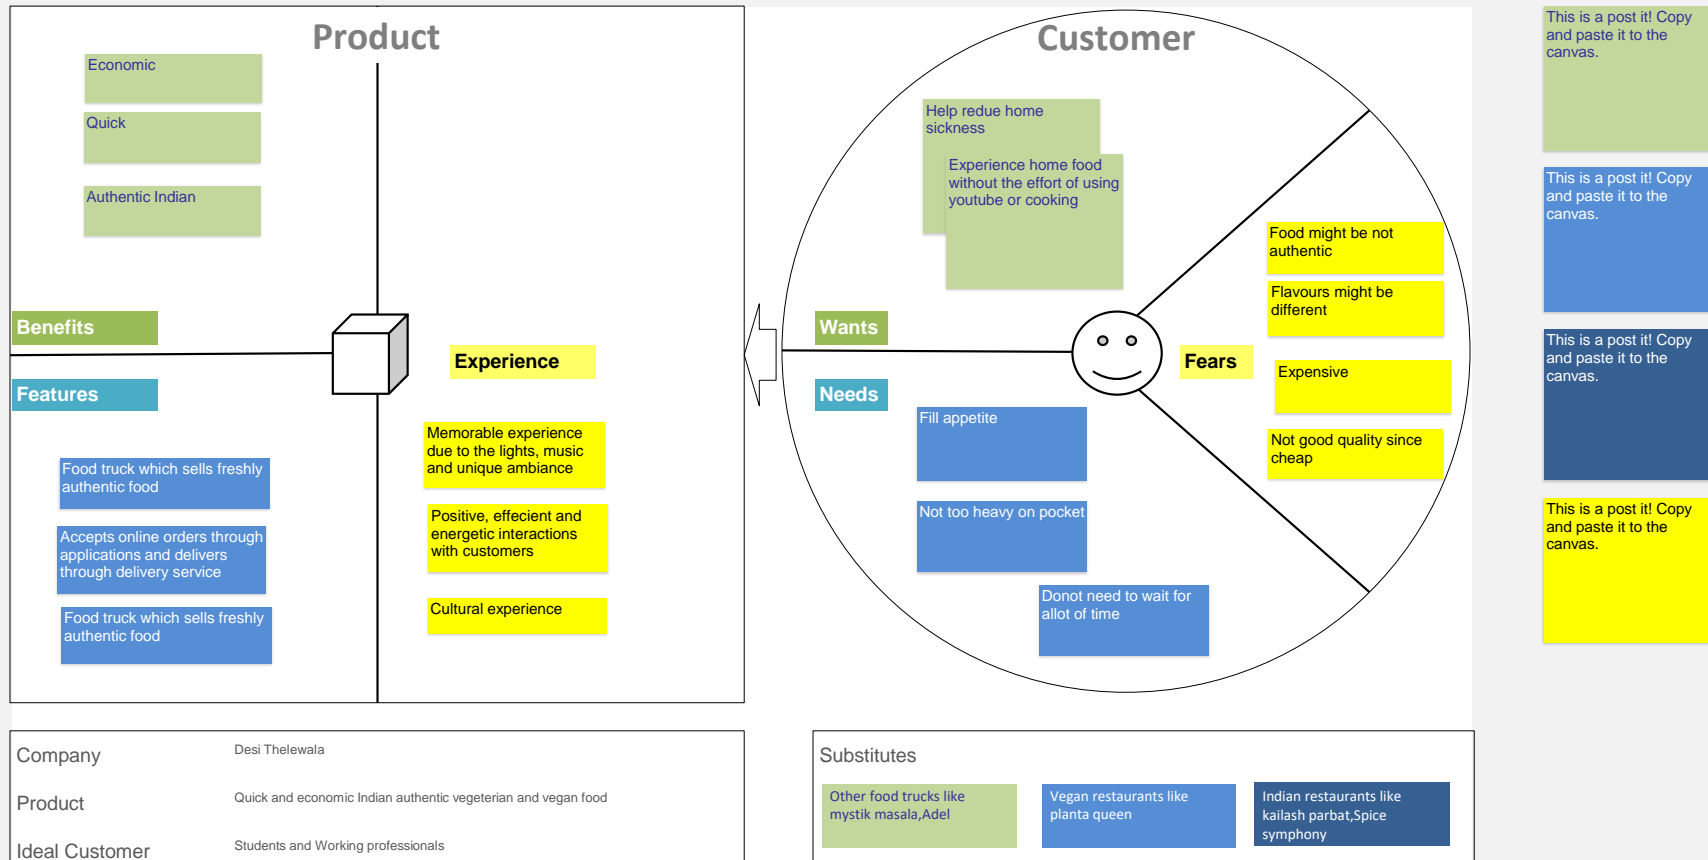 Product
Economic
Quick
Authentic Indian
Benefits
Features
Experience
Food truck which sells freshly
authentic food
Accepts online orders through
applications and delivers
through delivery service
Food truck which sells freshly
authentic food
Memorable experience
due to the lights, music
and unique ambiance
Positive, effecient and
energetic interactions
with customers
Cultural experience
Customer
Help redue home
sickness
Experience home food
without the effort of using
youtube or cooking
Wants
Needs
Fears
Food might be not
authentic
Flavours might be
different
Expensive
Not good quality since
cheap
Fill appetite
Not too heavy on pocket
Donot need to wait for
allot of time
This is a post it! Copy
and paste it to the
canvas.
This is a post it! Copy
and paste it to the
canvas.
This is a post it! Copy
and paste it to the
canvas.
This is a post it! Copy
and paste it to the
canvas.
Company Desi Thelewala
Product Quick and economic Indian authentic vegeterian and vegan food
Ideal Customer Students and Working professionals
Substitutes
Other food trucks like
mystik masala,Adel
Vegan restaurants like
planta queen
Indian restaurants like
kailash parbat,Spice
symphony